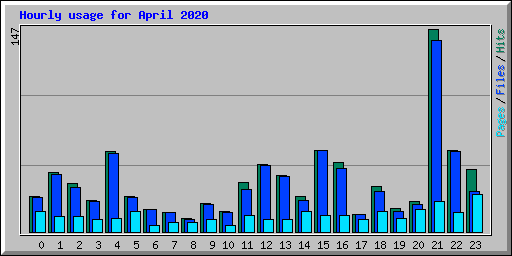 Hourly usage for April 2020
147
Pages/Files/Hits
0 1 2 3 4 5 6 7 8 9 10 11 12 13 14 15 16 17 18 19 20 21 22 23